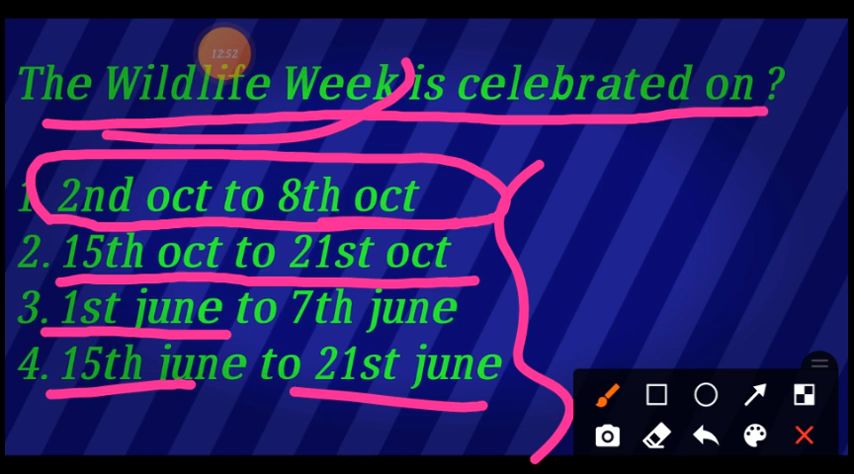 12:52
The Wildlife Week is celebrated on ?
1. 2nd oct to 8th oct
2. 15th oct to 21st oct
3. 1st june to 7th june
4. 15th june to 21st june